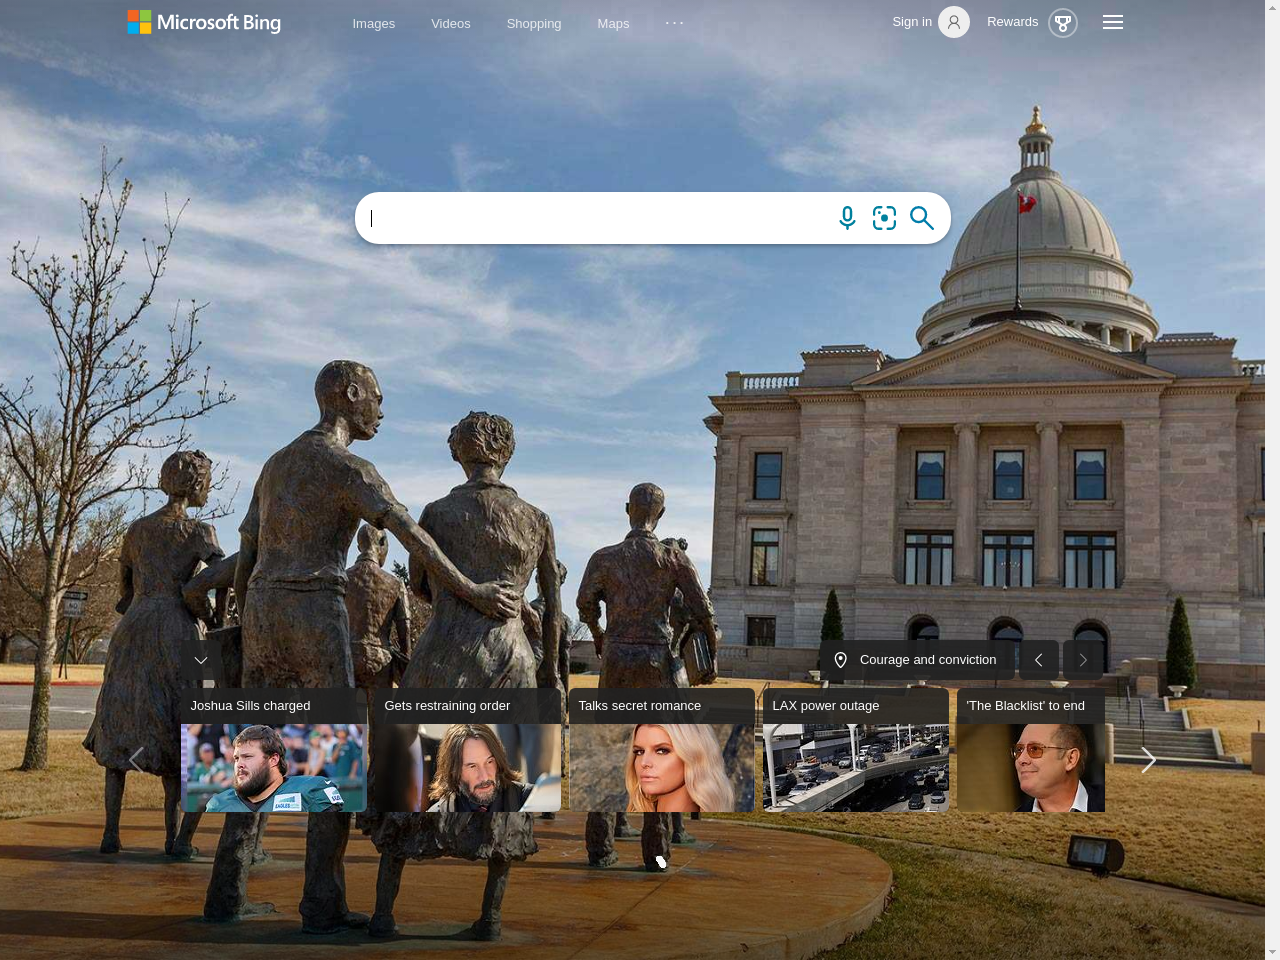 Microsoft Bing
Images Videos Shopping Maps ...
Sign in Rewards
Courage and conviction
Joshua Sills charged
Gets restraining order
Talks secret romance
LAX power outage
'The Blacklist' to end
EAGLES